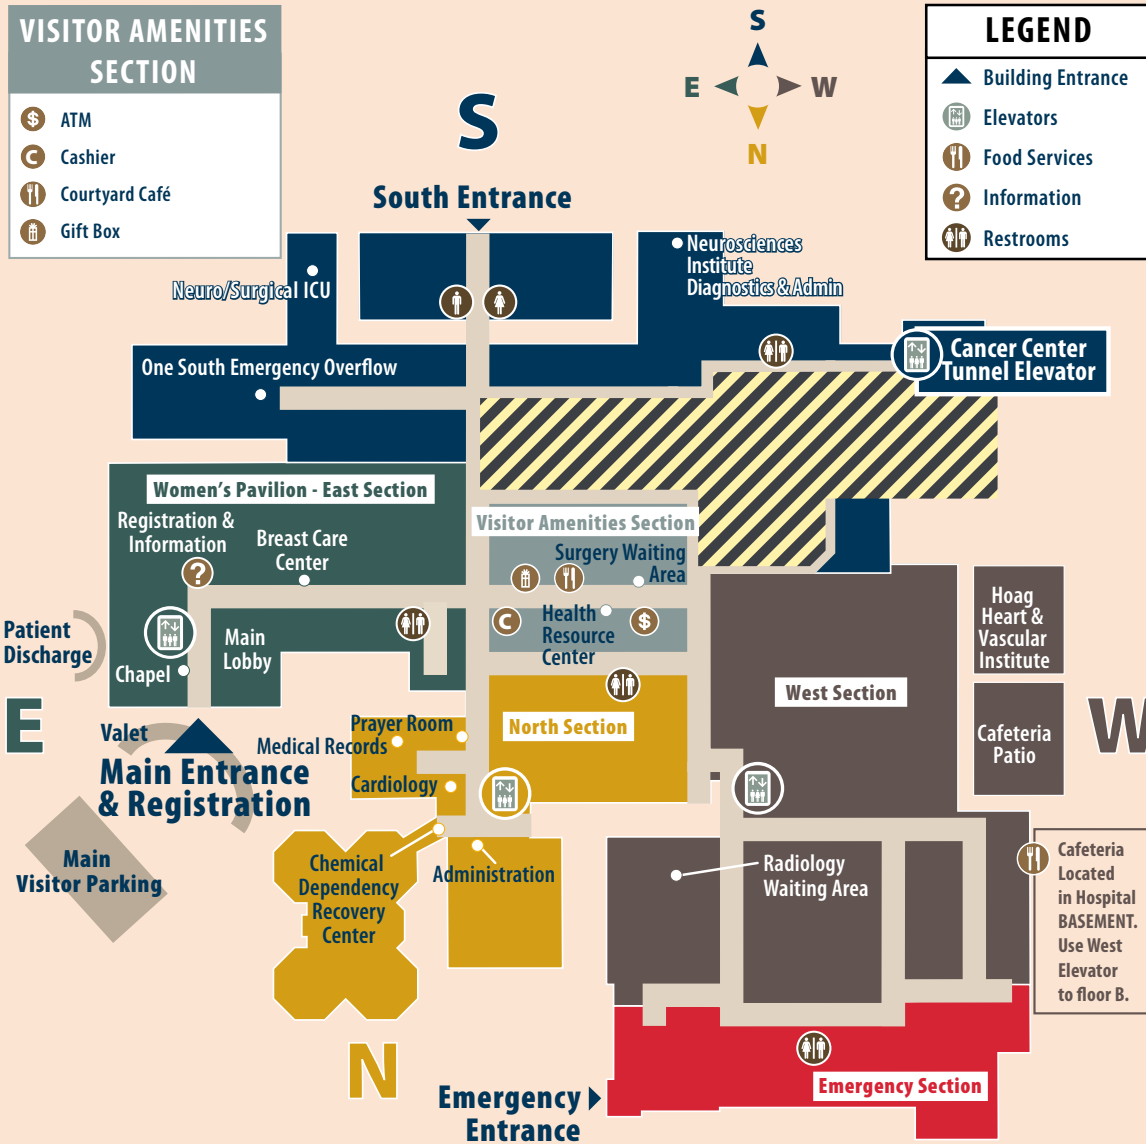 VISITOR AMENITIES
SECTION
$ ATM
C Cashier
Courtyard Café
Gift Box
S
E
W
N
LEGEND
Building Entrance
Elevators
Food Services
? Information
Restrooms
S
South Entrance
Neuro/Surgical ICU
Neurosciences
Institute
Diagnostics & Admin
One South Emergency Overflow
Cancer Center
Tunnel Elevator
Women's Pavilion - East Section
Registration &
Information
?
Breast Care
Center
Visitor Amenities Section
Surgery Waiting
Area
C
Health
Resource
Center
$
Patient
Discharge
Chapel
Main
Lobby
Hoag
Heart &
Vascular
Institute
E
West Section
W
Cafeteria
Patio
Valet
Main Entrance
& Registration
Prayer Room
Medical Records
Cardiology
North Section
Main
Visitor Parking
Chemical
Dependency
Recovery
Center
Administration
Radiology
Waiting Area
Cafeteria
Located
in Hospital
BASEMENT.
Use West
Elevator
to floor B.
N
Emergency Section
Emergency
Entrance